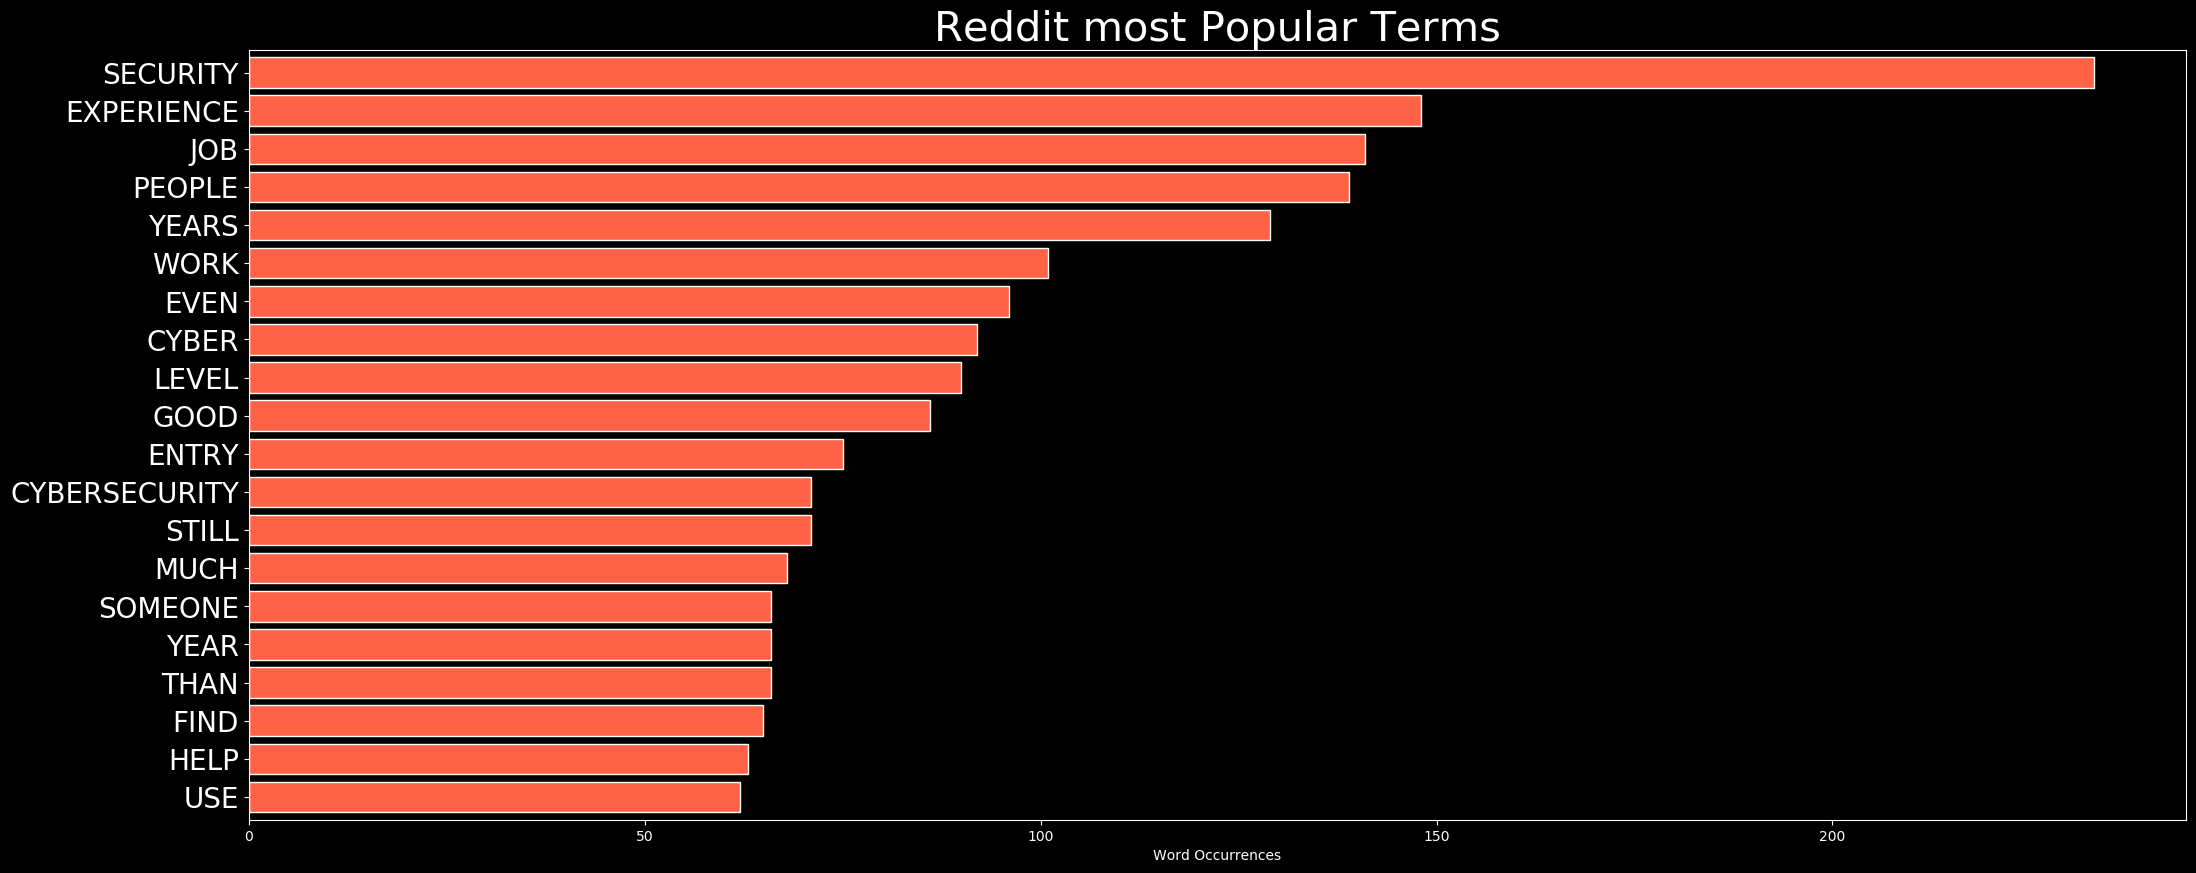 Reddit most Popular Terms
SECURITY
EXPERIENCE
JOB
PEOPLE
YEARS
WORK
EVEN
CYBER
LEVEL
GOOD
ENTRY
CYBERSECURITY
STILL
MUCH
SOMEONE
YEAR
THAN
FIND
HELP
USE
0 50 100 150 200
Word Occurrences